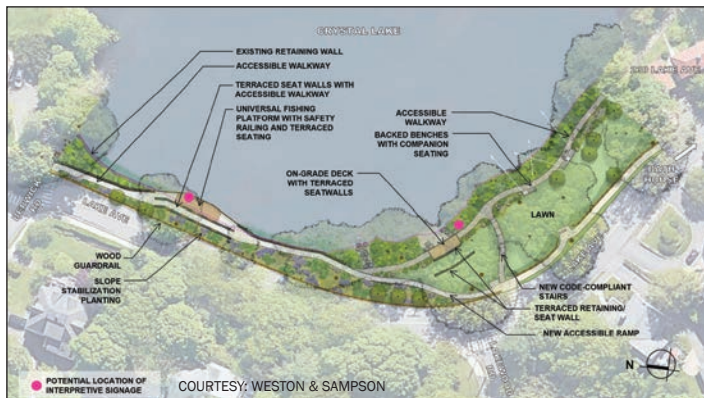 CRYSTAL LAKE
EXISTING RETAINING WALL
ACCESSIBLE WALKWAY
TERRACED SEAT WALLS WITH
ACCESSIBLE WALKWAY
UNIVERSAL FISHING
PLATFORM WITH SAFETY
RAILING AND TERRACED
SEATING
ON-GRADE DECK
WITH TERRACED
SEATWALLS
ACCESSIBLE
WALKWAY
BACKED BENCHES
WITH COMPANION
SEATING
LAKE AVE
HOUSE
LAWN
LAKE AVE
WOOD
GUARDRAIL
SLOPE
STABILIZATION
PLANTING
NEW CODE-COMPLIANT
STAIRS
TERRACED RETAINING/
SEAT WALL
NEW ACCESSIBLE RAMP
N
POTENTIAL LOCATION OF
INTERPRETIVE SIGNAGE
COURTESY: WESTON & SAMPSON